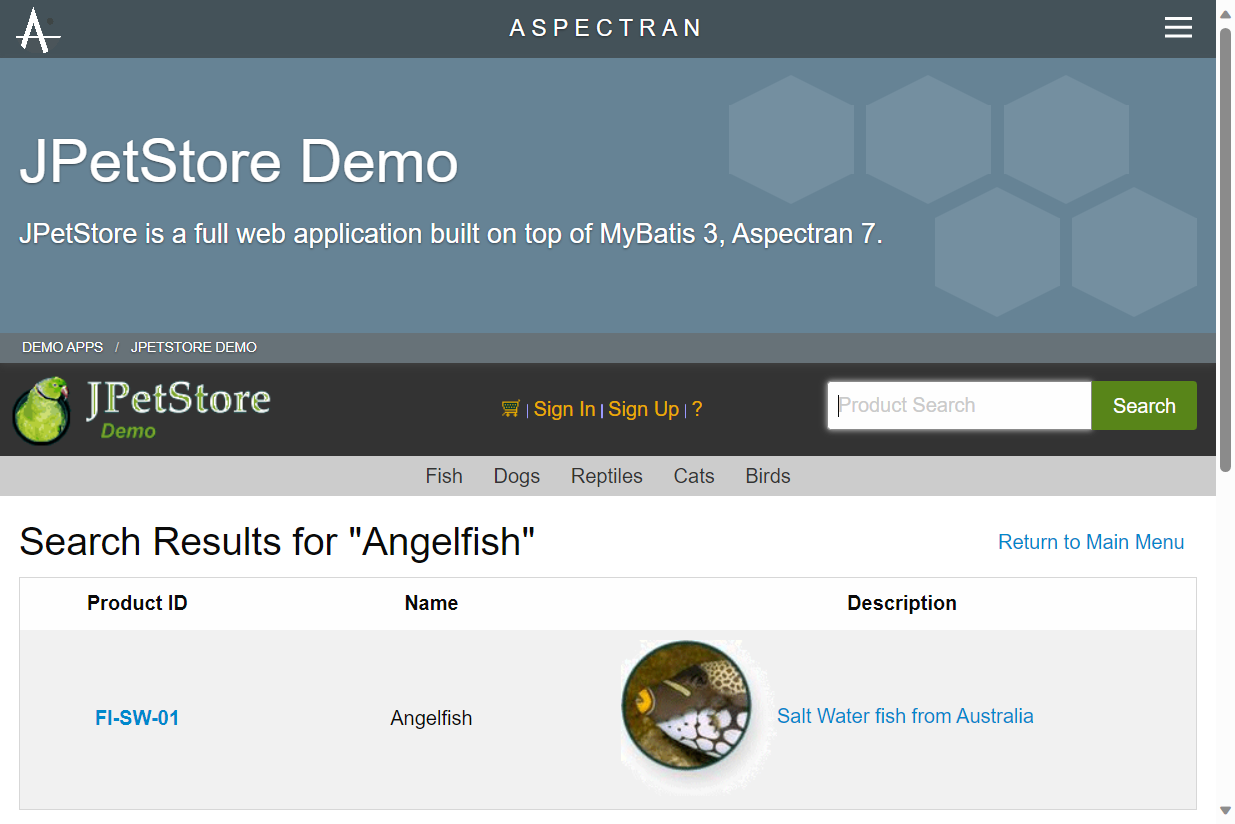 ASPECTRAN
JPetStore Demo
JPetStore is a full web application built on top of MyBatis 3, Aspectran 7.
DEMO APPS / JPETSTORE DEMO
JPetStore
Demo
| Sign In | Sign Up | ?
Product Search
Search
Fish Dogs Reptiles Cats Birds
Search Results for "Angelfish"
Return to Main Menu
Product ID Name Description
FI-SW-01 Angelfish Salt Water fish from Australia